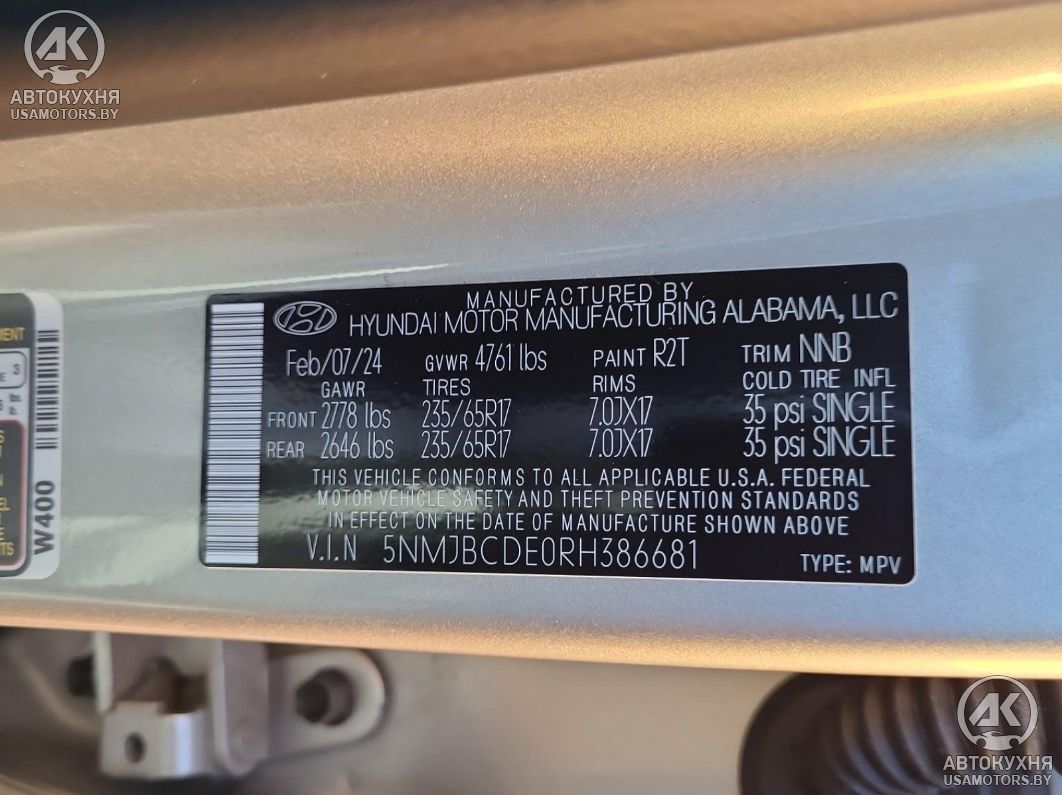 AK
АВТОКУХНЯ
USAMOTORS.BY
MANUFACTURED BY
HYUNDAI MOTOR MANUFACTURING ALABAMA, LLC
Feb/07/24 GVWR 4761 lbs PAINT R2T TRIM NNB
GAWR TIRES RIMS COLD TIRE INFL
FRONT 2778 lbs 235/65R17 7.0JX17 35 psi SINGLE
REAR 2646 lbs 235/65R17 7.0JX17 35 psi SINGLE
THIS VEHICLE CONFORMS TO ALL APPLICABLE U.S.A. FEDERAL
MOTOR VEHICLE SAFETY AND THEFT PREVENTION STANDARDS
IN EFFECT ON THE DATE OF MANUFACTURE SHOWN ABOVE
V.I.N 5NMJBCDE0RH386681 TYPE: MPV
3
W400
AK
АВТОКУХНЯ
USAMOTORS.BY